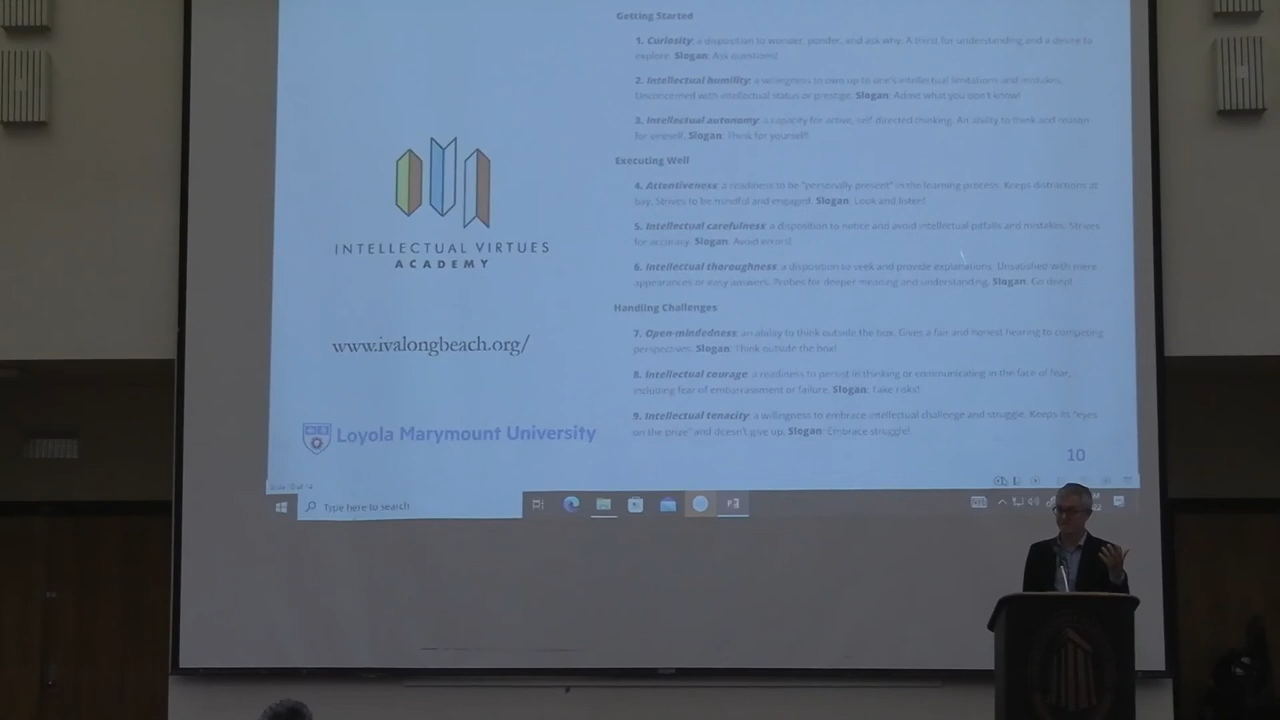 Getting Started
1. Curiosity: a disposition to wonder, ponder, and ask why. A thirst for understanding and a desire to
explore. Slogan: Ask questions!
2. Intellectual humility: a willingness to own up to one's intellectual limitations and mistakes.
Unconcerned with intellectual status or prestige. Slogan: Admit what you don't know!
3. Intellectual autonomy: a capacity for active, self-directed thinking. An ability to think and reason
for oneself. Slogan: Think for yourself!
Executing Well
4. Attentiveness: a readiness to be "personally present" in the learning process. Keeps distractions at
bay. Strives to be mindful and engaged. Slogan: Look and listen!
5. Intellectual carefulness: a disposition to notice and avoid intellectual pitfalls and mistakes. Strives
for accuracy. Slogan: Avoid errors!
6. Intellectual thoroughness: a disposition to seek and provide explanations. Unsatisfied with mere
appearances or easy answers. Probes for deeper meaning and understanding. Slogan: Go deep!
Handling Challenges
7. Open-mindedness: an ability to think outside the box. Gives a fair and honest hearing to competing
perspectives. Slogan: Think outside the box!
8. Intellectual courage: a readiness to persist in thinking or communicating in the face of fear,
including fear of embarrassment or failure. Slogan: Take risks!
9. Intellectual tenacity: a willingness to embrace intellectual challenge and struggle. Keeps its "eyes
on the prize" and doesn't give up. Slogan: Embrace struggle!
INTELLECTUAL VIRTUES
ACADEMY
www.ivalongbeach.org/
Loyola Marymount University
10
Type here to search